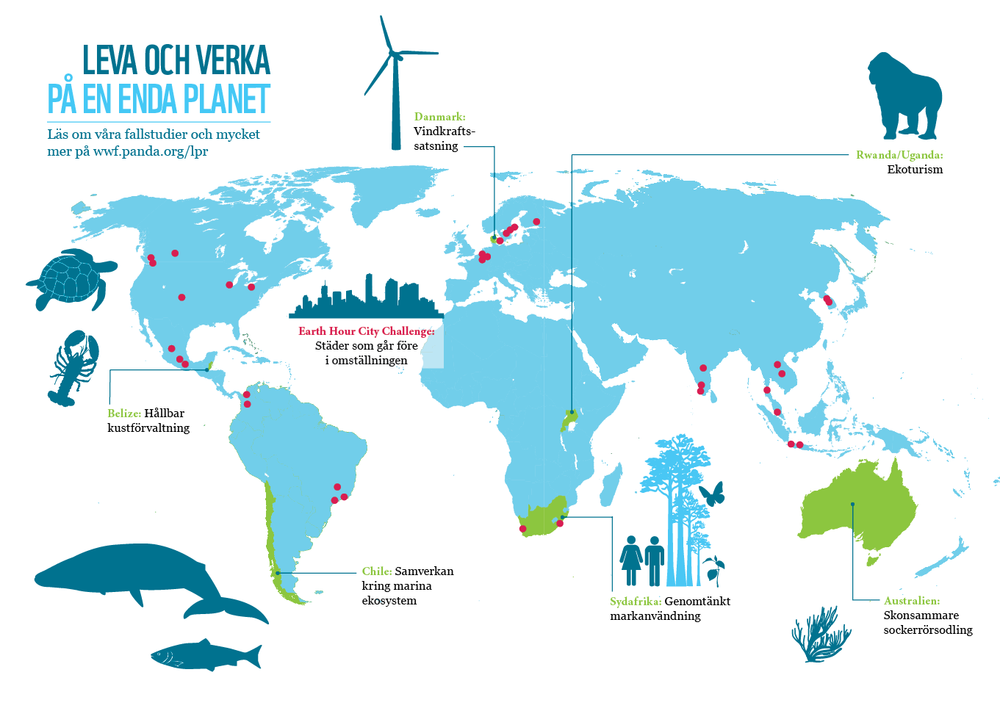 LEVA OCH VERKA
PÅ EN ENDA PLANET
Läs om våra fallstudier och mycket
mer på wwf.panda.org/lpr
Danmark:
Vindkrafts-
satsning
Rwanda/Uganda:
Ekoturism
Earth Hour City Challenge:
Städer som går före
i omställningen
Belize: Hållbar
kustförvaltning
Chile: Samverkan
kring marina
ekosystem
Sydafrika: Genomtänkt
markanvändning
Australien:
Skonsammare
sockerrörsodling